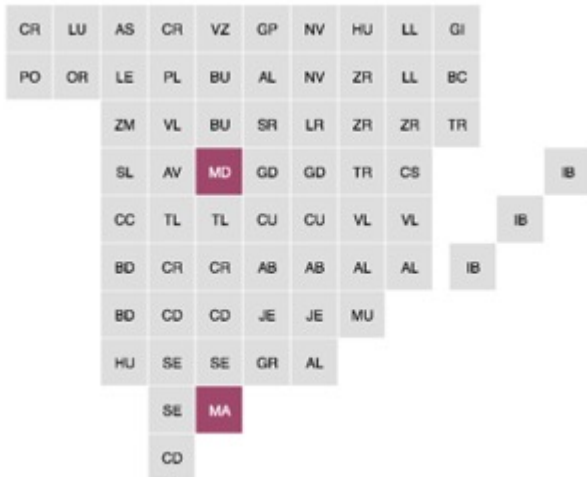 CR LU AS CR VZ GP NV HU LL GI
PO OR LE PL BU AL NV ZR LL BC
ZM VL BU SR LR ZR ZR TR
SL AV MD GD GD TR CS IB
CC TL TL CU CU VL VL IB
BD CR CR AB AB AL AL IB
BD CD CD JE JE MU
HU SE SE GR AL
SE MA
CD